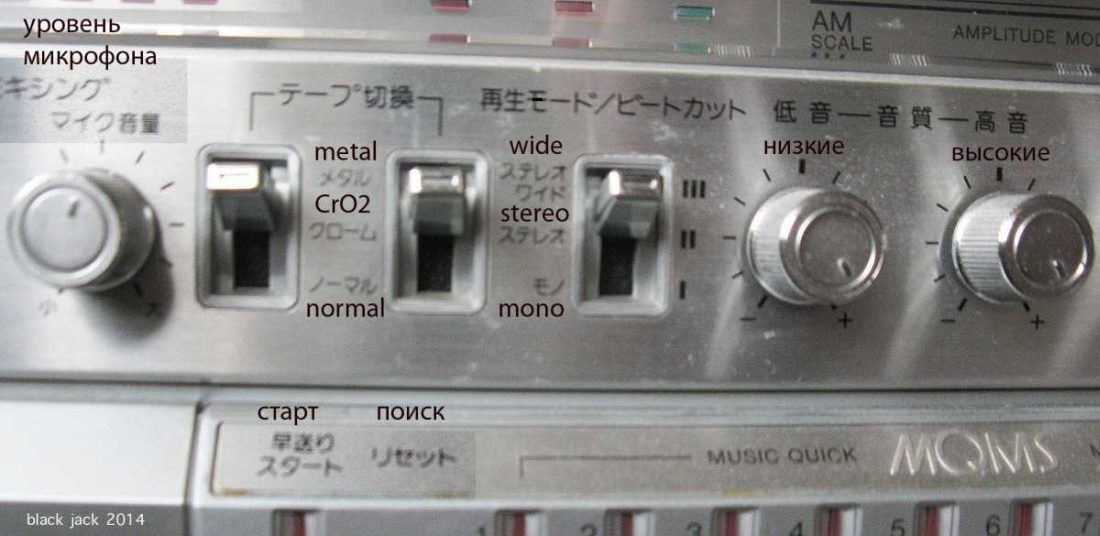 уровень
микрофона
AM
SCALE
AMPLITUDE MOD
キシング
マイク音量
小
大
テープ切換
metal
メタル
CrO2
クローム
ノーマル
normal
再生モード/ビートカット
wide
ステレオ
ワイド
stereo
ステレオ
モノ
mono
III
II
I
低音—音質—高音
низкие
- +
высокие
- +
старт
早送り
スタート
поиск
リセット
MUSIC QUICK
MQMS
1 2 3 4 5 6 7
black jack 2014